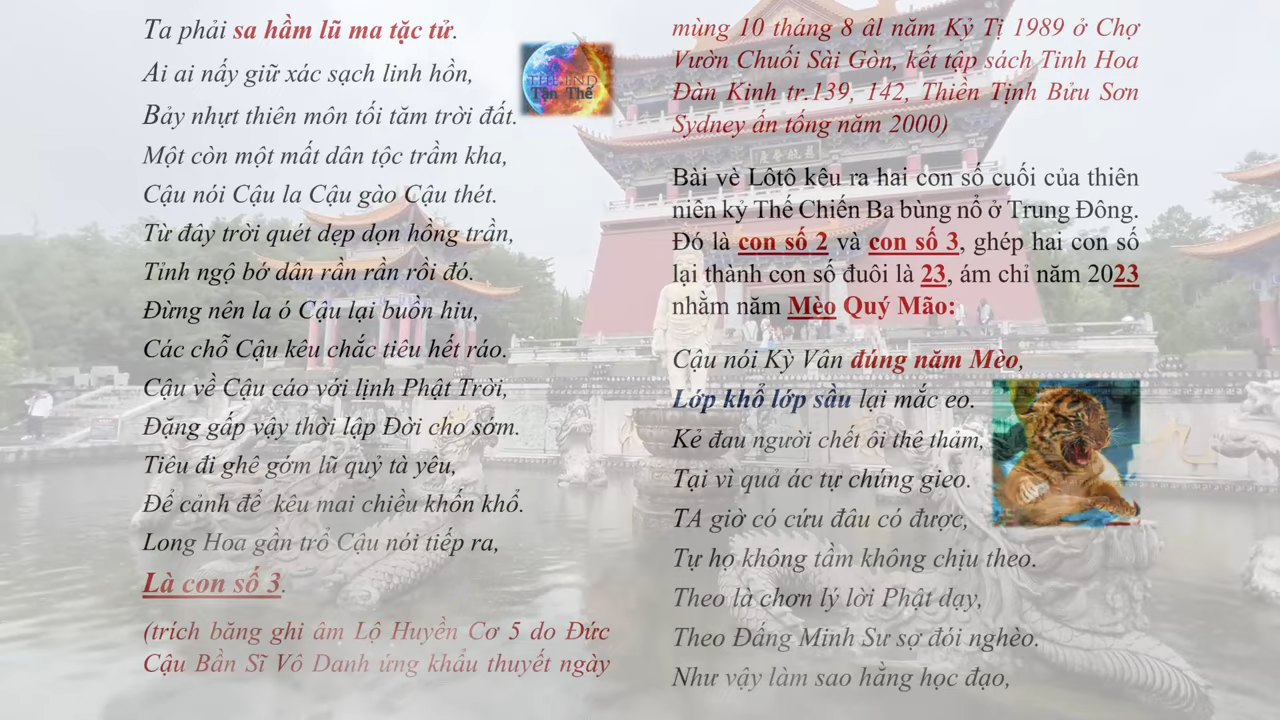 Ta phải sa hầm lũ ma tặc tử.
Ai ai nấy giữ xác sạch linh hồn,
Bảy nhựt thiên môn tối tăm trời đất.
Một còn một mất dân tộc trầm kha,
Cậu nói Cậu la Cậu gào Cậu thét.
Từ đây trời quét dẹp dọn hồng trần,
Tỉnh ngộ bở dân rần rần rồi đó.
Đừng nên la ó Cậu lại buồn hiu,
Các chỗ Cậu kêu chắc tiêu hết ráo.
Cậu về Cậu cáo với lịnh Phật Trời,
Đặng gấp vậy thời lập Đời cho sớm.
Tiêu đi ghê gớm lũ quỷ tà yêu,
Để cảnh để kêu mai chiều khốn khổ.
Long Hoa gần trổ Cậu nói tiếp ra,
Là con số 3.
(trích băng ghi âm Lộ Huyền Cơ 5 do Đức
Cậu Bần Sĩ Vô Danh ứng khẩu thuyết ngày
THE END
Tận Thế
mùng 10 tháng 8 âl năm Kỷ Tị 1989 ở Chợ
Vườn Chuối Sài Gòn, kết tập sách Tinh Hoa
Đàn Kinh tr.139, 142, Thiền Tịnh Bửu Sơn
Sydney ấn tống năm 2000)
Bài vè Lôtô kêu ra hai con số cuối của thiên
niên kỷ Thế Chiến Ba bùng nổ ở Trung Đông.
Đó là con số 2 và con số 3, ghép hai con số
lại thành con số đuôi là 23, ám chỉ năm 2023
nhằm năm Mèo Quý Mão:
Cậu nói Kỳ Vân đúng năm Mèo,
Lớp khổ lớp sầu lại mắc eo.
Kẻ đau người chết ôi thê thảm,
Tại vì quả ác tự chúng gieo.
TA giờ có cứu đâu có được,
Tự họ không tầm không chịu theo.
Theo là chơn lý lời Phật dạy,
Theo Đấng Minh Sư sợ đói nghèo.
Như vậy làm sao hằng học đạo,